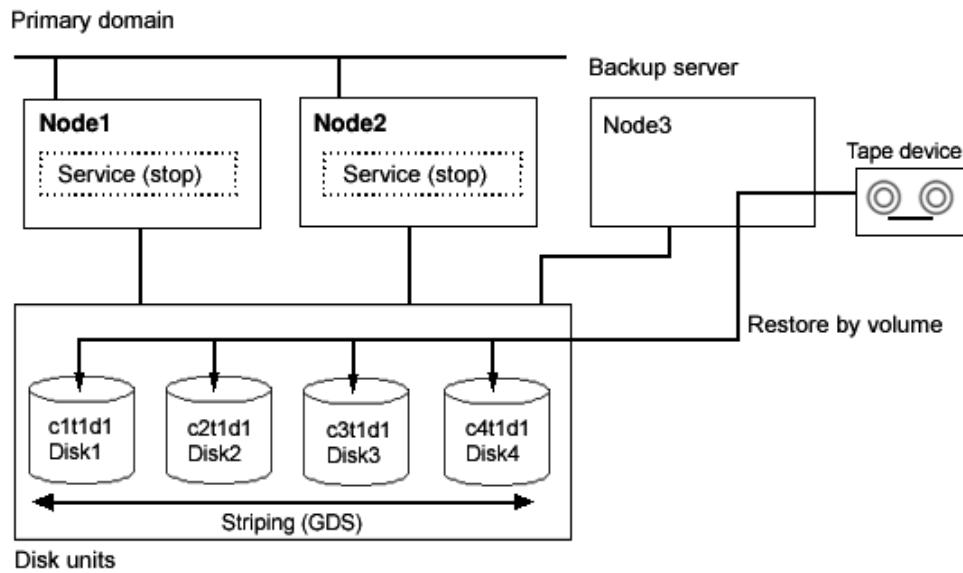 Primary domain
Backup server
Node1
Node2
Node3
Service (stop)
Service (stop)
Tape device
Restore by volume
c1t1d1
Disk1
c2t1d1
Disk2
c3t1d1
Disk3
c4t1d1
Disk4
Striping (GDS)
Disk units